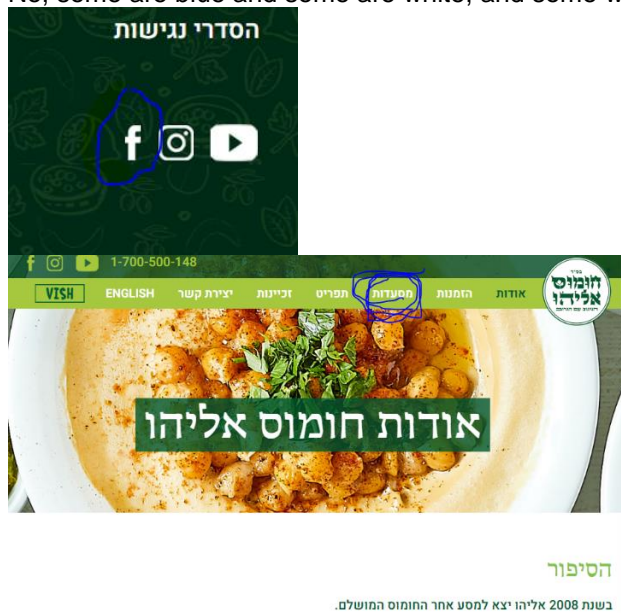 No, some are blue and some are white, and some
הסדרי נגישות
1-700-500-148
אודות הזמנות מסעדות תפריט זכיינות יצירת קשר ENGLISH VISH
חומוס אליהו
אודות חומוס אליהו
הסיפור
בשנת 2008 אליהו יצא למסע אחר החומוס המושלם.